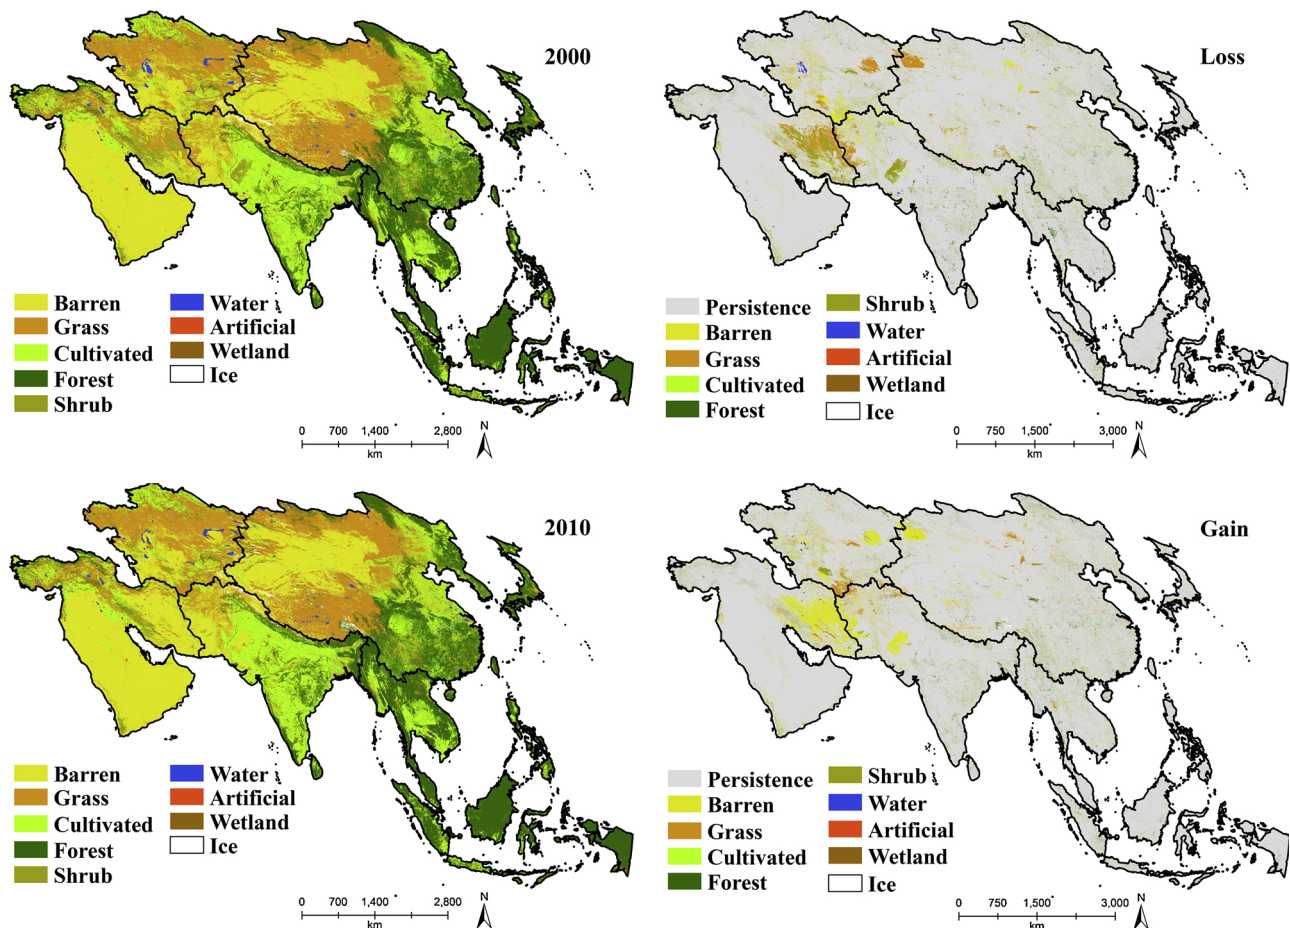 2000
Barren
Grass
Cultivated
Forest
Shrub
Water
Artificial
Wetland
Ice
0 700 1,400 2,800
km
N
Loss
Persistence
Barren
Grass
Cultivated
Forest
Shrub
Water
Artificial
Wetland
Ice
0 750 1,500 3,000
km
N
2010
Barren
Grass
Cultivated
Forest
Shrub
Water
Artificial
Wetland
Ice
0 700 1,400 2,800
km
N
Gain
Persistence
Barren
Grass
Cultivated
Forest
Shrub
Water
Artificial
Wetland
Ice
0 750 1,500 3,000
km
N